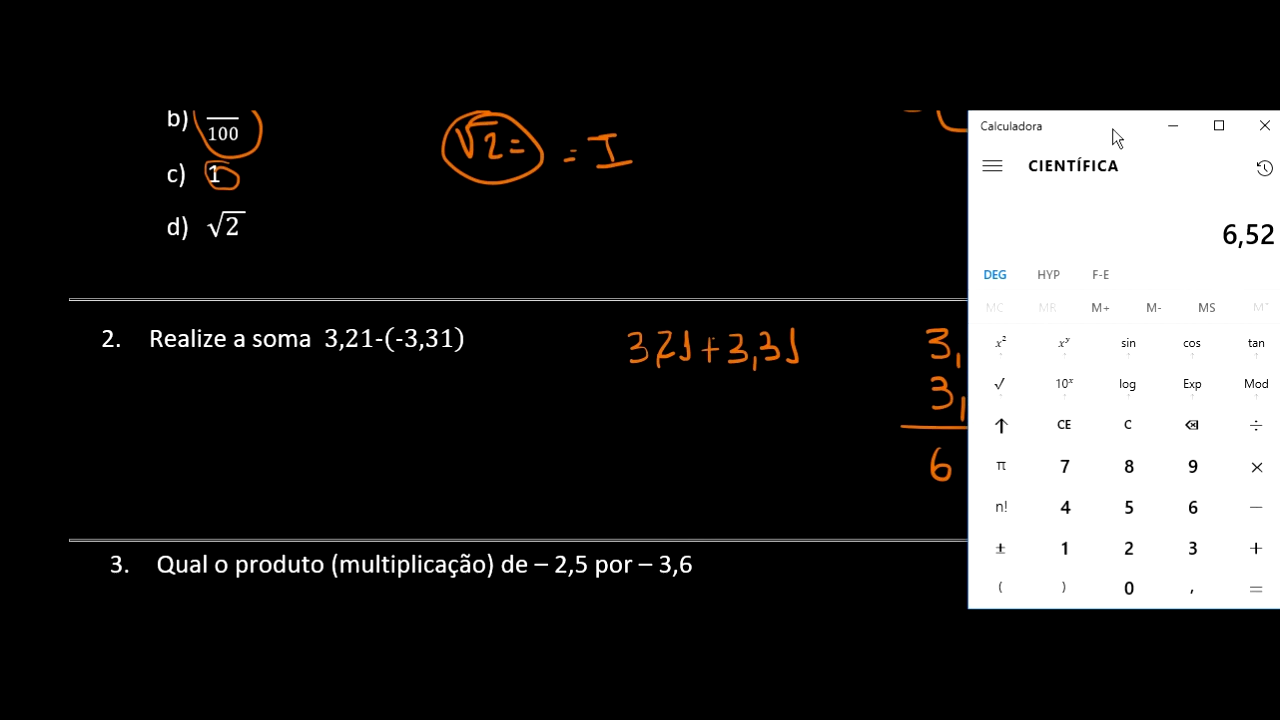 b) 100
c) 1
d) √2
√2= = I
2. Realize a soma 3,21-(-3,31)
3,21+3,31
3,
3,
6
3. Qual o produto (multiplicação) de – 2,5 por – 3,6
Calculadora
CIENTÍFICA
6,52
DEG HYP F-E
MC MR M+ M- MS M˅
x² xʸ sin cos tan
√ 10ˣ log Exp Mod
↑ CE C ⌫ ÷
π 7 8 9 ×
n! 4 5 6 −
± 1 2 3 +
( ) 0 , =